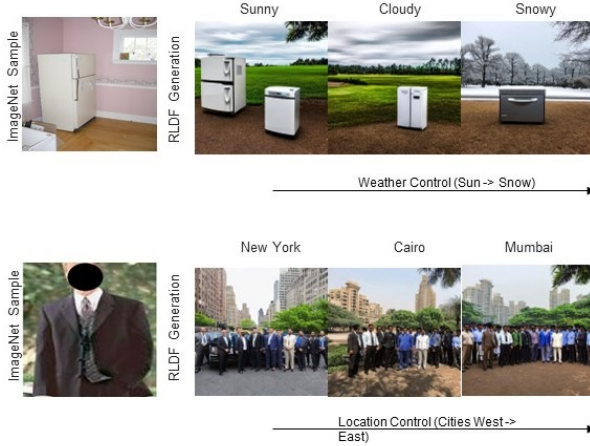 Sunny Cloudy Snowy
ImageNet Sample
RLDF Generation
Weather Control (Sun -> Snow)
New York Cairo Mumbai
ImageNet Sample
RLDF Generation
Location Control (Cities West ->
East)